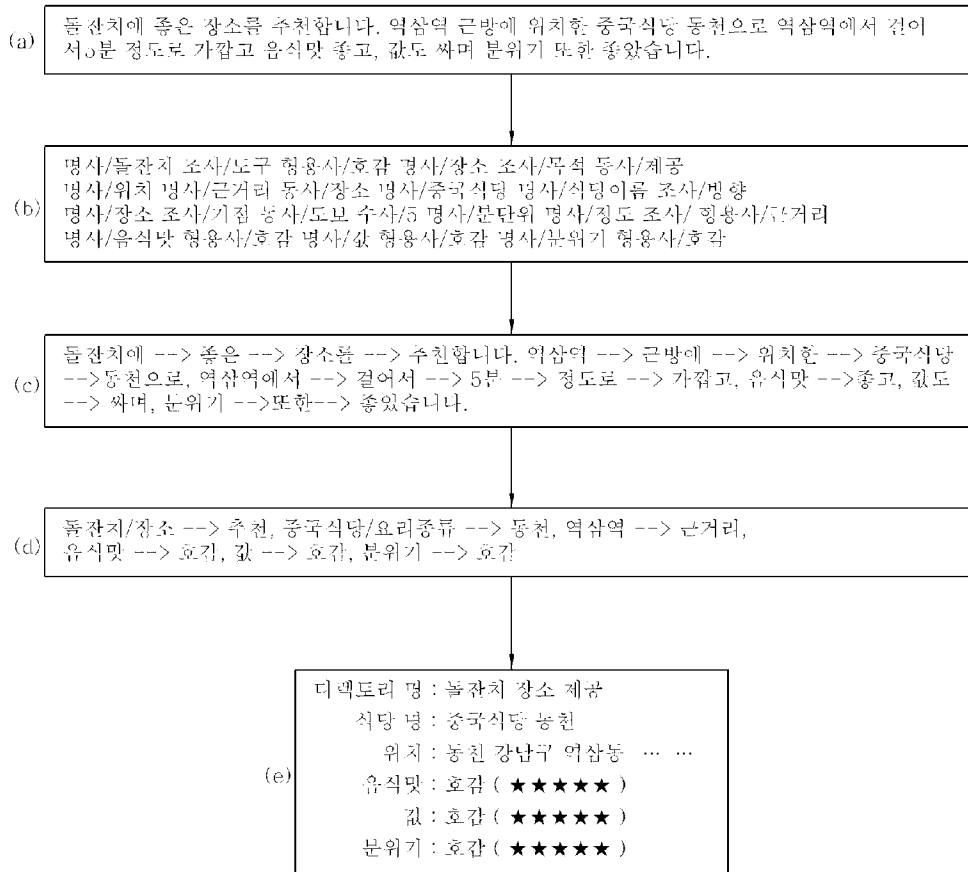 (a) 돌잔치에 좋은 장소를 추천합니다. 역삼역 근방에 위치한 중국식당 동천으로 역삼역에서 걸어
서5분 정도로 가깝고 음식맛 좋고, 값도 싸며 분위기 또한 좋았습니다.
(b) 명사/돌잔치 조사/도구 형용사/호감 명사/장소 조사/목적 동사/제공
명사/위치 명사/근거리 동사/장소 명사/중국식당 명사/식당이름 조사/방향
명사/장소 조사/기점 동사/도보 수사/5 명사/분단위 명사/정도 조사/ 형용사/근거리
명사/음식맛 형용사/호감 명사/값 형용사/호감 명사/분위기 형용사/호감
(c) 돌잔치에 --> 좋은 --> 장소를 --> 추천합니다. 역삼역 --> 근방에 --> 위치한 --> 중국식당
-->동천으로, 역삼역에서 --> 걸어서 --> 5분 --> 정도로 --> 가깝고, 음식맛 -->좋고, 값도
--> 싸며, 분위기 -->또한--> 좋았습니다.
(d) 돌잔치/장소 --> 추천, 중국식당/요리종류 --> 동천, 역삼역 --> 근거리,
음식맛 --> 호감, 값 --> 호감, 분위기 --> 호감
(e) 디렉토리 명 : 돌잔치 장소 제공
식당 명 : 중국식당 동천
위치 : 동천 강남구 역삼동 … …
음식맛 : 호감 ( ★★★★★ )
값 : 호감 ( ★★★★★ )
분위기 : 호감 ( ★★★★★ )